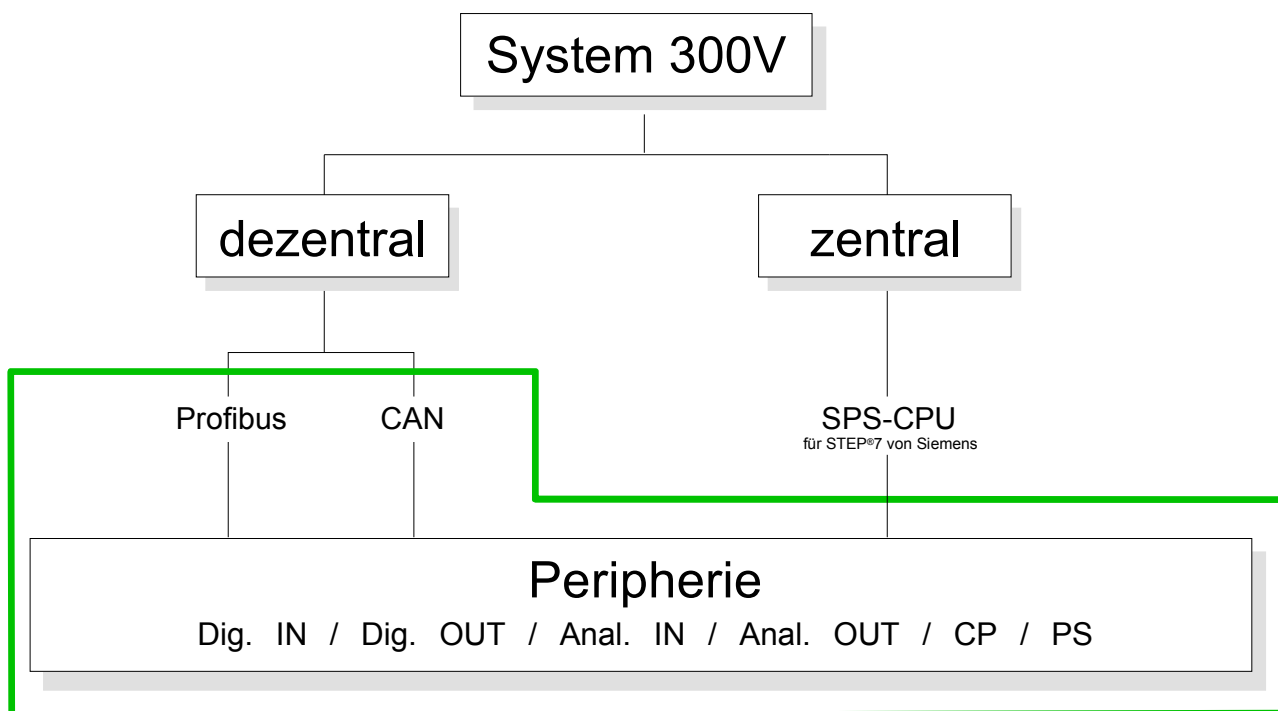 System 300V
dezentral
zentral
Profibus
CAN
SPS-CPU
für STEP®7 von Siemens
Peripherie
Dig. IN / Dig. OUT / Anal. IN / Anal. OUT / CP / PS